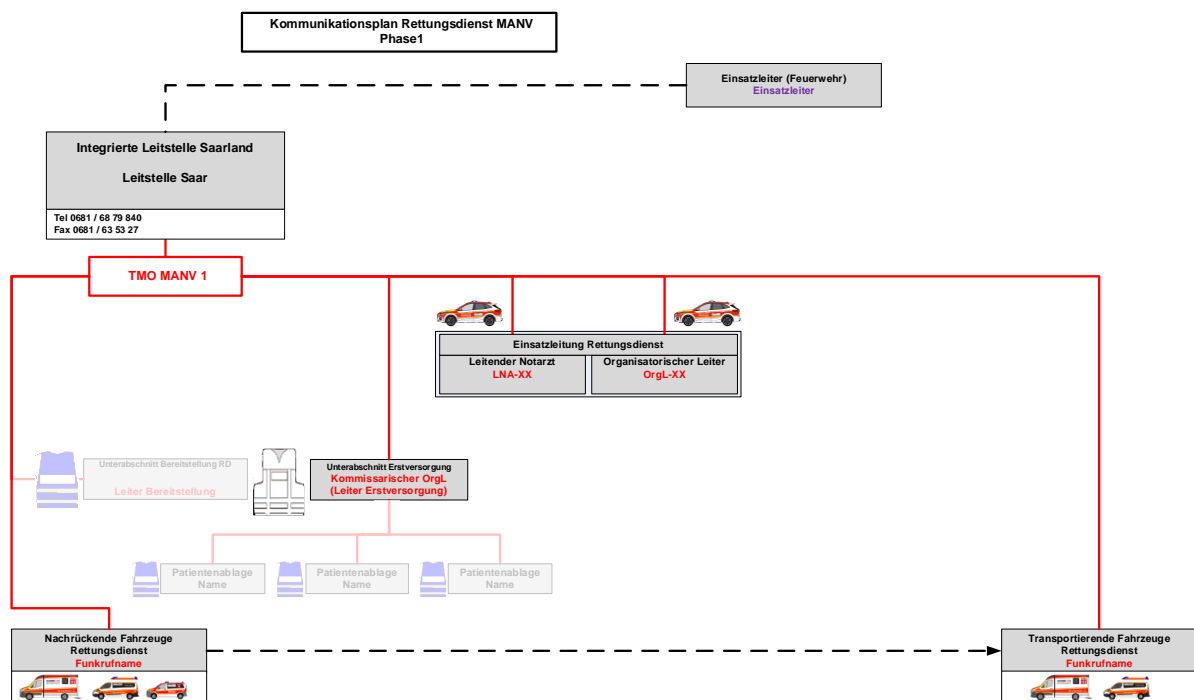 Kommunikationsplan Rettungsdienst MANV
Phase1
Einsatzleiter (Feuerwehr)
Einsatzleiter
Integrierte Leitstelle Saarland
Leitstelle Saar
Tel 0681 / 68 79 840
Fax 0681 / 63 53 27
TMO MANV 1
Einsatzleitung Rettungsdienst
Leitender Notarzt
LNA-XX
Organisatorischer Leiter
OrgL-XX
Unterabschnitt Bereitstellung RD
Leiter Bereitstellung
Unterabschnitt Erstversorgung
Kommissarischer OrgL
(Leiter Erstversorgung)
Patientenablage
Name
Patientenablage
Name
Patientenablage
Name
Nachrückende Fahrzeuge
Rettungsdienst
Funkrufname
Transportierende Fahrzeuge
Rettungsdienst
Funkrufname